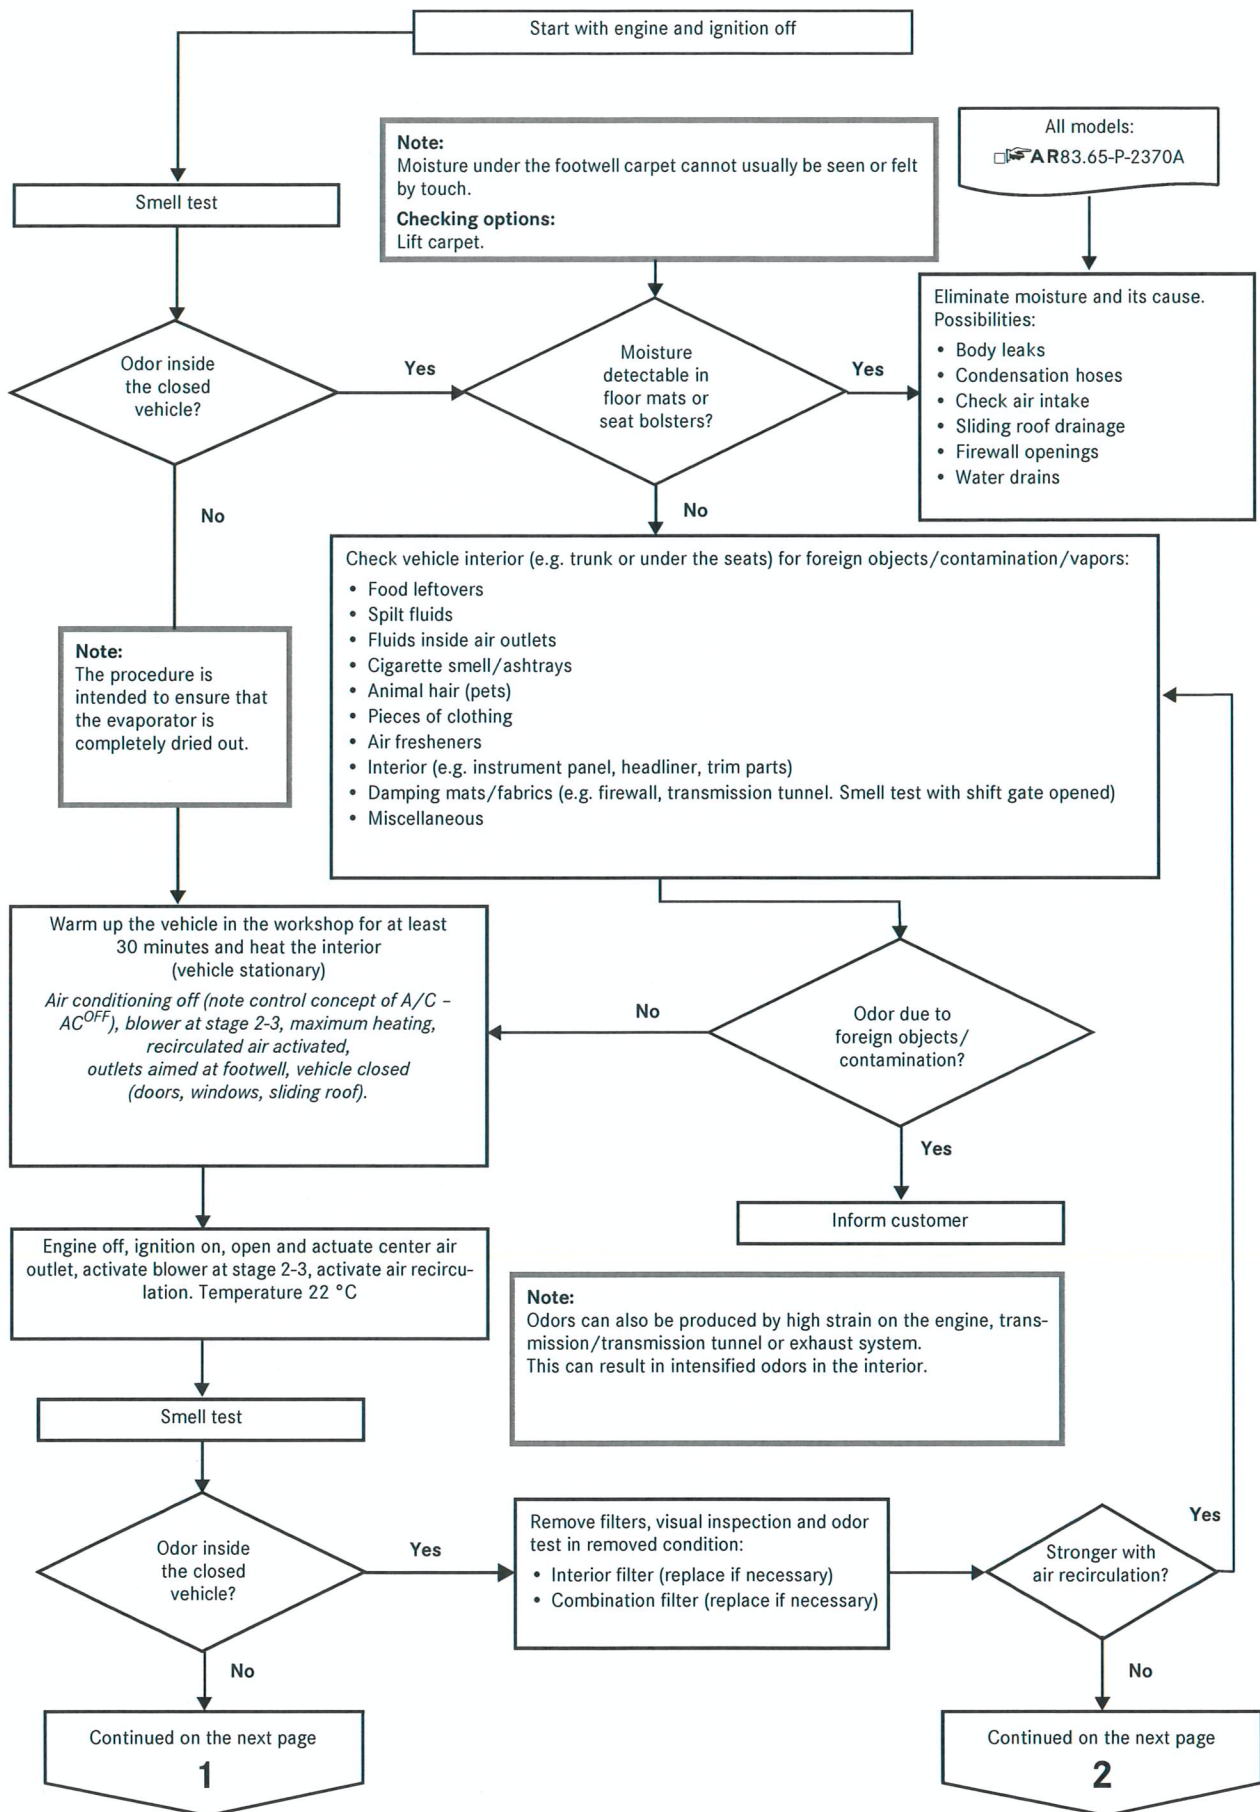 Start with engine and ignition off
Note:
Moisture under the footwell carpet cannot usually be seen or felt
by touch.
Checking options:
Lift carpet.
All models:
AR83.65-P-2370A
Smell test
Odor inside
the closed
vehicle?
Yes
Moisture
detectable in
floor mats or
seat bolsters?
Yes
Eliminate moisture and its cause.
Possibilities:
• Body leaks
• Condensation hoses
• Check air intake
• Sliding roof drainage
• Firewall openings
• Water drains
No
No
Note:
The procedure is
intended to ensure that
the evaporator is
completely dried out.
Check vehicle interior (e.g. trunk or under the seats) for foreign objects/contamination/vapors:
• Food leftovers
• Spilt fluids
• Fluids inside air outlets
• Cigarette smell/ashtrays
• Animal hair (pets)
• Pieces of clothing
• Air fresheners
• Interior (e.g. instrument panel, headliner, trim parts)
• Damping mats/fabrics (e.g. firewall, transmission tunnel. Smell test with shift gate opened)
• Miscellaneous
Warm up the vehicle in the workshop for at least
30 minutes and heat the interior
(vehicle stationary)
Air conditioning off (note control concept of A/C –
AC^OFF), blower at stage 2-3, maximum heating,
recirculated air activated,
outlets aimed at footwell, vehicle closed
(doors, windows, sliding roof).
No
Odor due to
foreign objects/
contamination?
Yes
Inform customer
Engine off, ignition on, open and actuate center air
outlet, activate blower at stage 2-3, activate air recircu-
lation. Temperature 22 °C
Note:
Odors can also be produced by high strain on the engine, trans-
mission/transmission tunnel or exhaust system.
This can result in intensified odors in the interior.
Smell test
Odor inside
the closed
vehicle?
Yes
Remove filters, visual inspection and odor
test in removed condition:
• Interior filter (replace if necessary)
• Combination filter (replace if necessary)
Stronger with
air recirculation?
Yes
No
No
Continued on the next page
1
Continued on the next page
2